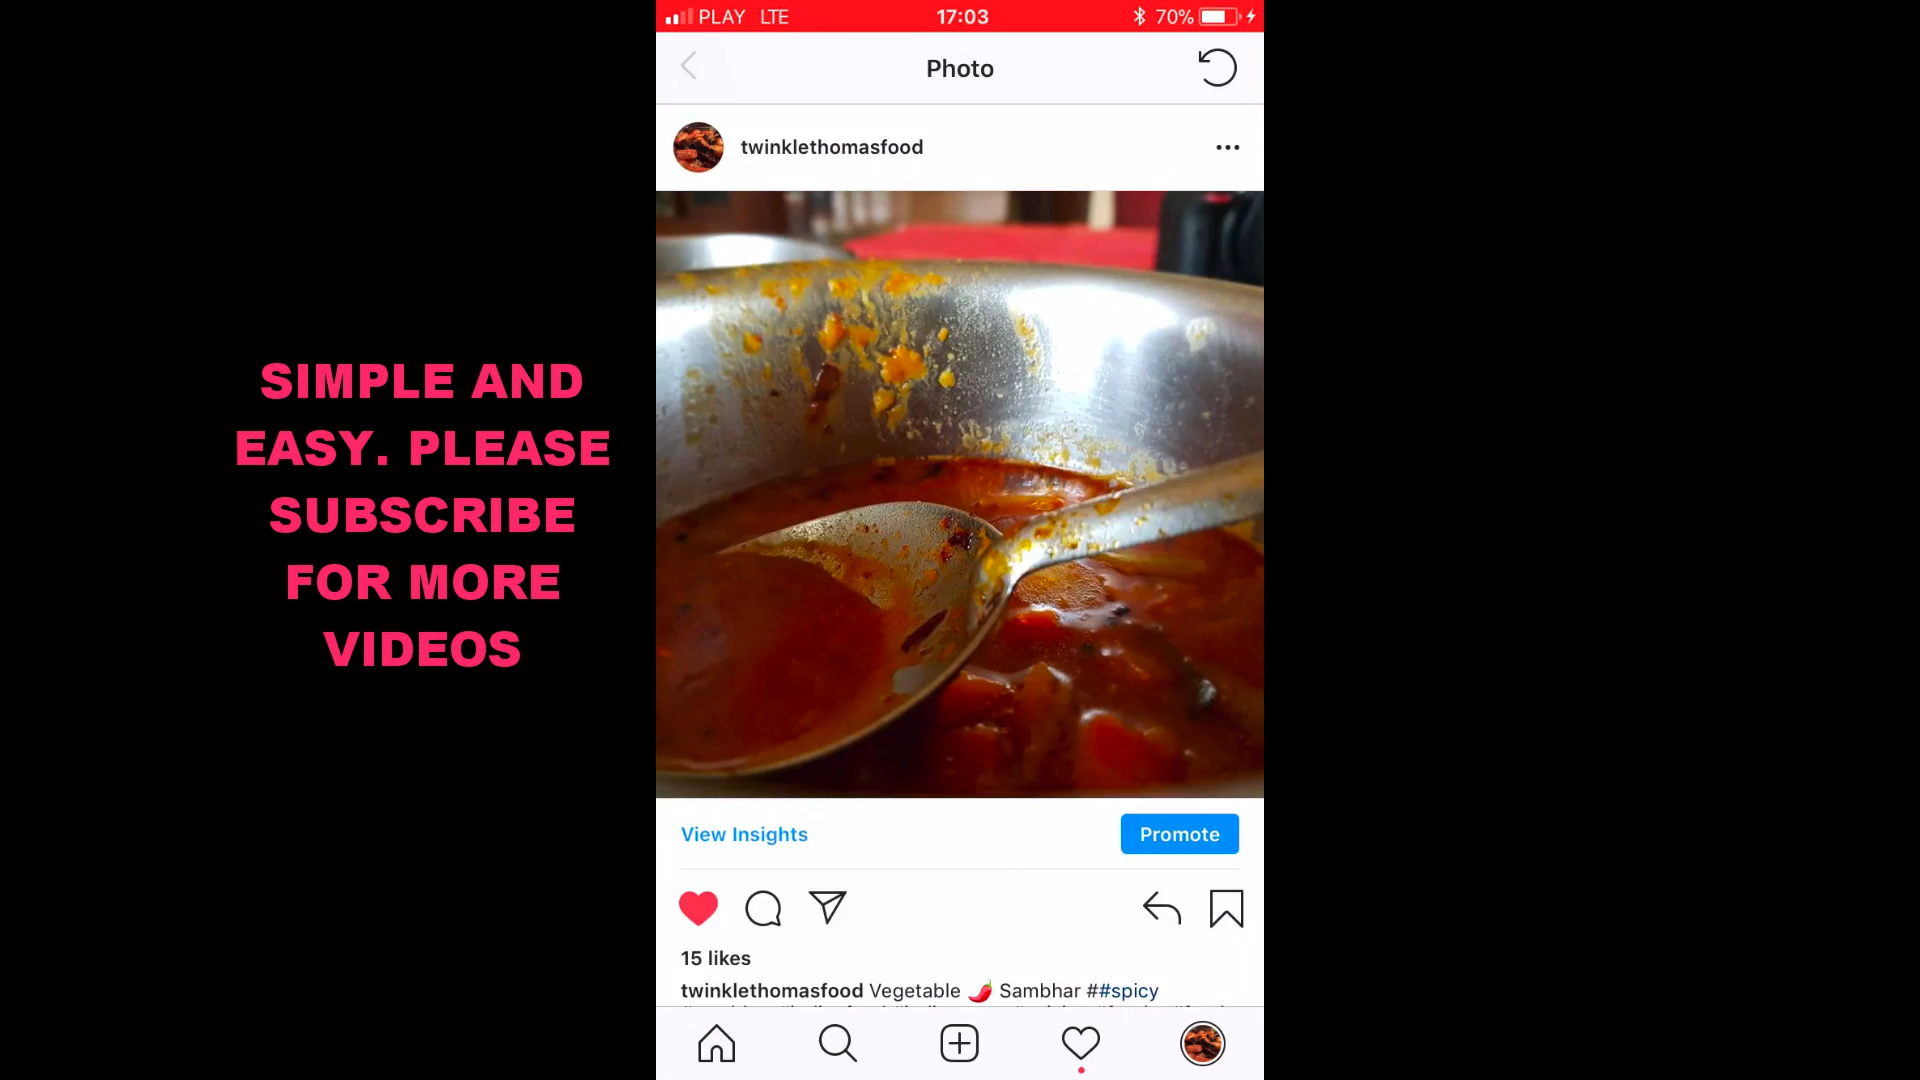 PLAY LTE 17:03 70%
Photo
twinklethomasfood
SIMPLE AND
EASY. PLEASE
SUBSCRIBE
FOR MORE
VIDEOS
View Insights Promote
15 likes
twinklethomasfood Vegetable 🌶️ Sambhar ##spicy